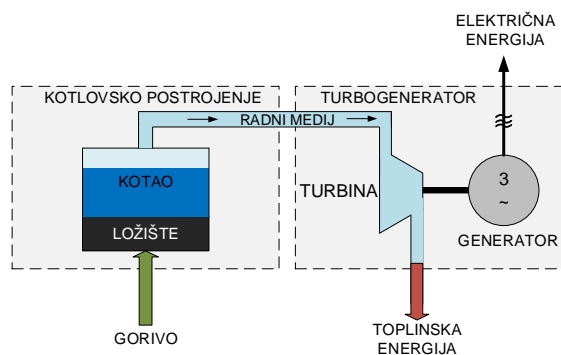 ELEKTRIČNA
ENERGIJA
KOTLOVSKO POSTROJENJE
TURBOGENERATOR
RADNI MEDIJ
KOTAO
LOŽIŠTE
TURBINA
3
~
GENERATOR
GORIVO
TOPLINSKA
ENERGIJA